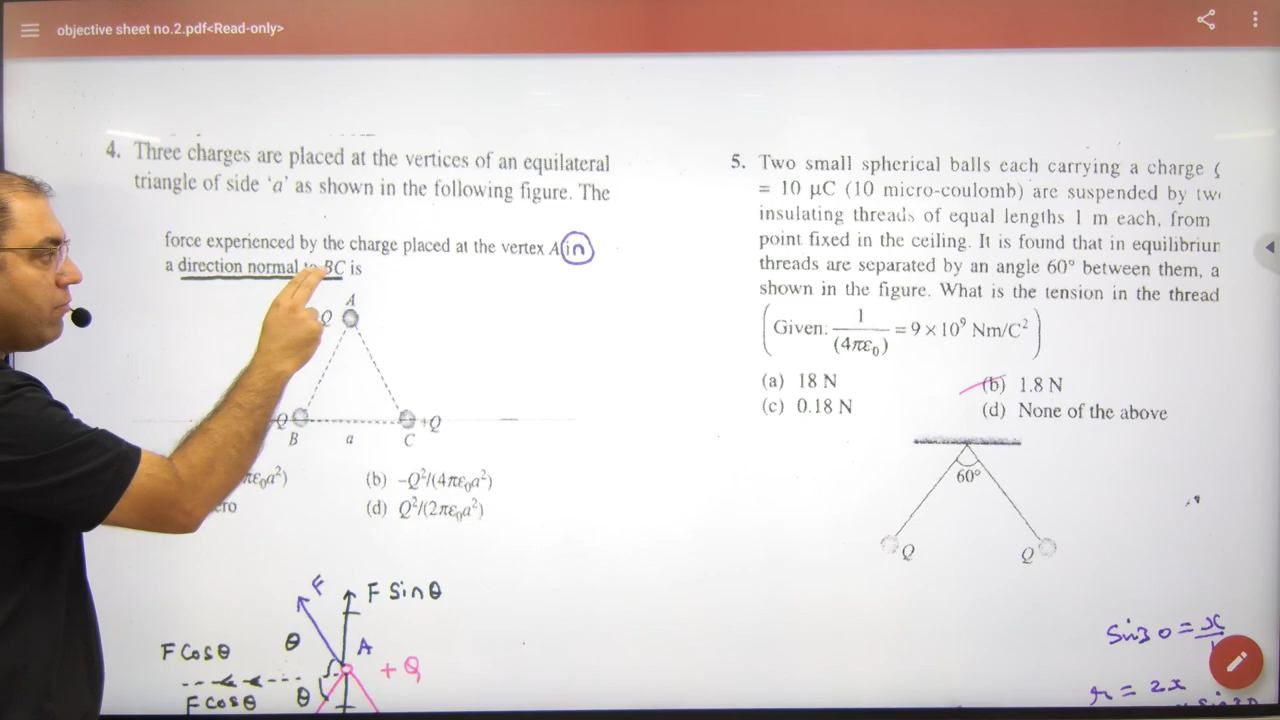 objective sheet no.2.pdf<Read-only>
4. Three charges are placed at the vertices of an equilateral
triangle of side 'a' as shown in the following figure. The
force experienced by the charge placed at the vertex A in
a direction normal to BC is
A
Q
Q
+Q
B
a
C
πε₀a²)
(b) –Q²/(4πε₀a²)
ero
(d) Q²/(2πε₀a²)
F
F Sinθ
θ
A
F Cosθ
+ Q
F Cosθ
θ
5. Two small spherical balls each carrying a charge
= 10 μC (10 micro-coulomb) are suspended by
insulating threads of equal lengths 1 m each, from
point fixed in the ceiling. It is found that in
threads are separated by an angle 60° between them, a
shown in the figure. What is the tension in the thread
(Given: 1/(4πε₀) = 9 × 10⁹ Nm/C²)
(a) 18 N
(b) 1.8 N
(c) 0.18 N
(d) None of the above
60°
Q
Q
Sin30 = x
r = 2x